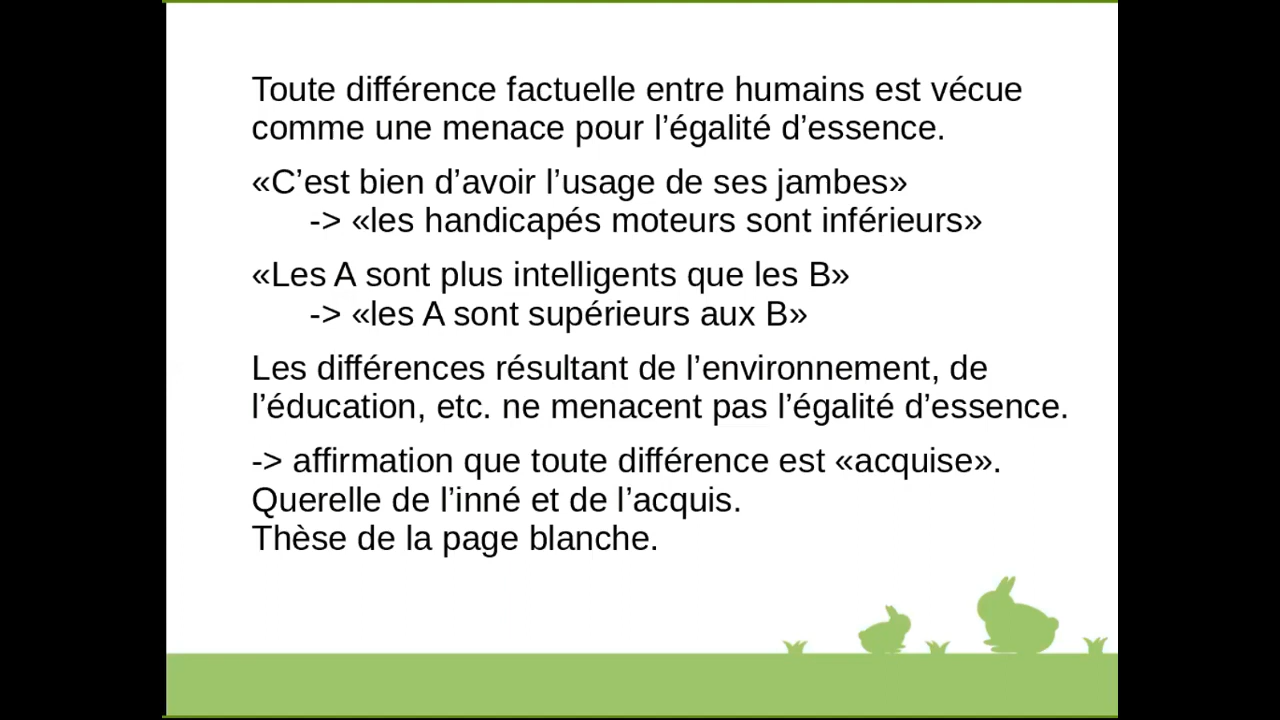 Toute différence factuelle entre humains est vécue
comme une menace pour l’égalité d’essence.
«C’est bien d’avoir l’usage de ses jambes»
-> «les handicapés moteurs sont inférieurs»
«Les A sont plus intelligents que les B»
-> «les A sont supérieurs aux B»
Les différences résultant de l’environnement, de
l’éducation, etc. ne menacent pas l’égalité d’essence.
-> affirmation que toute différence est «acquise».
Querelle de l’inné et de l’acquis.
Thèse de la page blanche.